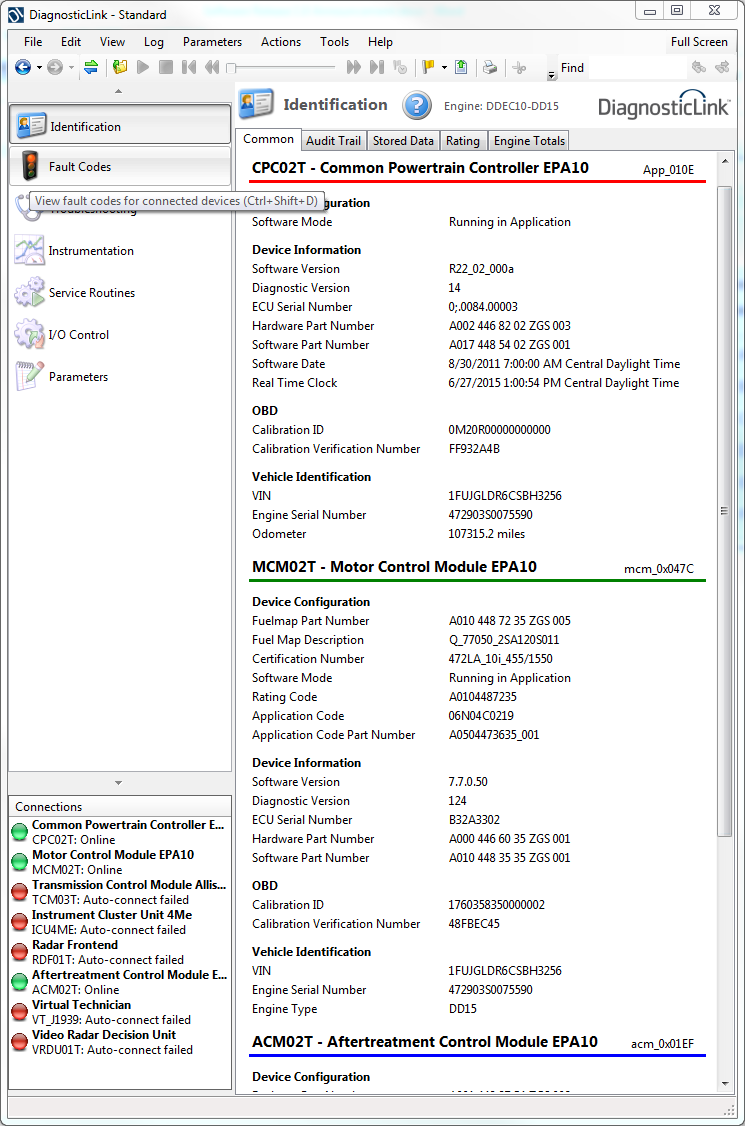 DiagnosticLink - Standard
File Edit View Log Parameters Actions Tools Help Full Screen
Find
Identification
Fault Codes
View fault codes for connected devices (Ctrl+Shift+D)
Instrumentation
Service Routines
I/O Control
Parameters
Connections
Common Powertrain Controller E...
CPC02T: Online
Motor Control Module EPA10
MCM02T: Online
Transmission Control Module Allis...
TCM03T: Auto-connect failed
Instrument Cluster Unit 4Me
ICU4ME: Auto-connect failed
Radar Frontend
RDF01T: Auto-connect failed
Aftertreatment Control Module E...
ACM02T: Online
Virtual Technician
VT_J1939: Auto-connect failed
Video Radar Decision Unit
VRDU01T: Auto-connect failed
Identification Engine: DDEC10-DD15 DiagnosticLink
Common Audit Trail Stored Data Rating Engine Totals
CPC02T - Common Powertrain Controller EPA10 App_010E
Software Mode Running in Application
Device Information
Software Version R22_02_000a
Diagnostic Version 14
ECU Serial Number 0;.0084.00003
Hardware Part Number A002 446 82 02 ZGS 003
Software Part Number A017 448 54 02 ZGS 001
Software Date 8/30/2011 7:00:00 AM Central Daylight Time
Real Time Clock 6/27/2015 1:00:54 PM Central Daylight Time
OBD
Calibration ID 0M20R00000000000
Calibration Verification Number FF932A4B
Vehicle Identification
VIN 1FUJGLDR6CSBH3256
Engine Serial Number 472903S0075590
Odometer 107315.2 miles
MCM02T - Motor Control Module EPA10 mcm_0x047C
Device Configuration
Fuelmap Part Number A010 448 72 35 ZGS 005
Fuel Map Description Q_77050_2SA120S011
Certification Number 472LA_10i_455/1550
Software Mode Running in Application
Rating Code A0104487235
Application Code 06N04C0219
Application Code Part Number A0504473635_001
Device Information
Software Version 7.7.0.50
Diagnostic Version 124
ECU Serial Number B32A3302
Hardware Part Number A000 446 60 35 ZGS 001
Software Part Number A010 448 35 35 ZGS 001
OBD
Calibration ID 1760358350000002
Calibration Verification Number 48FBEC45
Vehicle Identification
VIN 1FUJGLDR6CSBH3256
Engine Serial Number 472903S0075590
Engine Type DD15
ACM02T - Aftertreatment Control Module EPA10 acm_0x01EF
Device Configuration